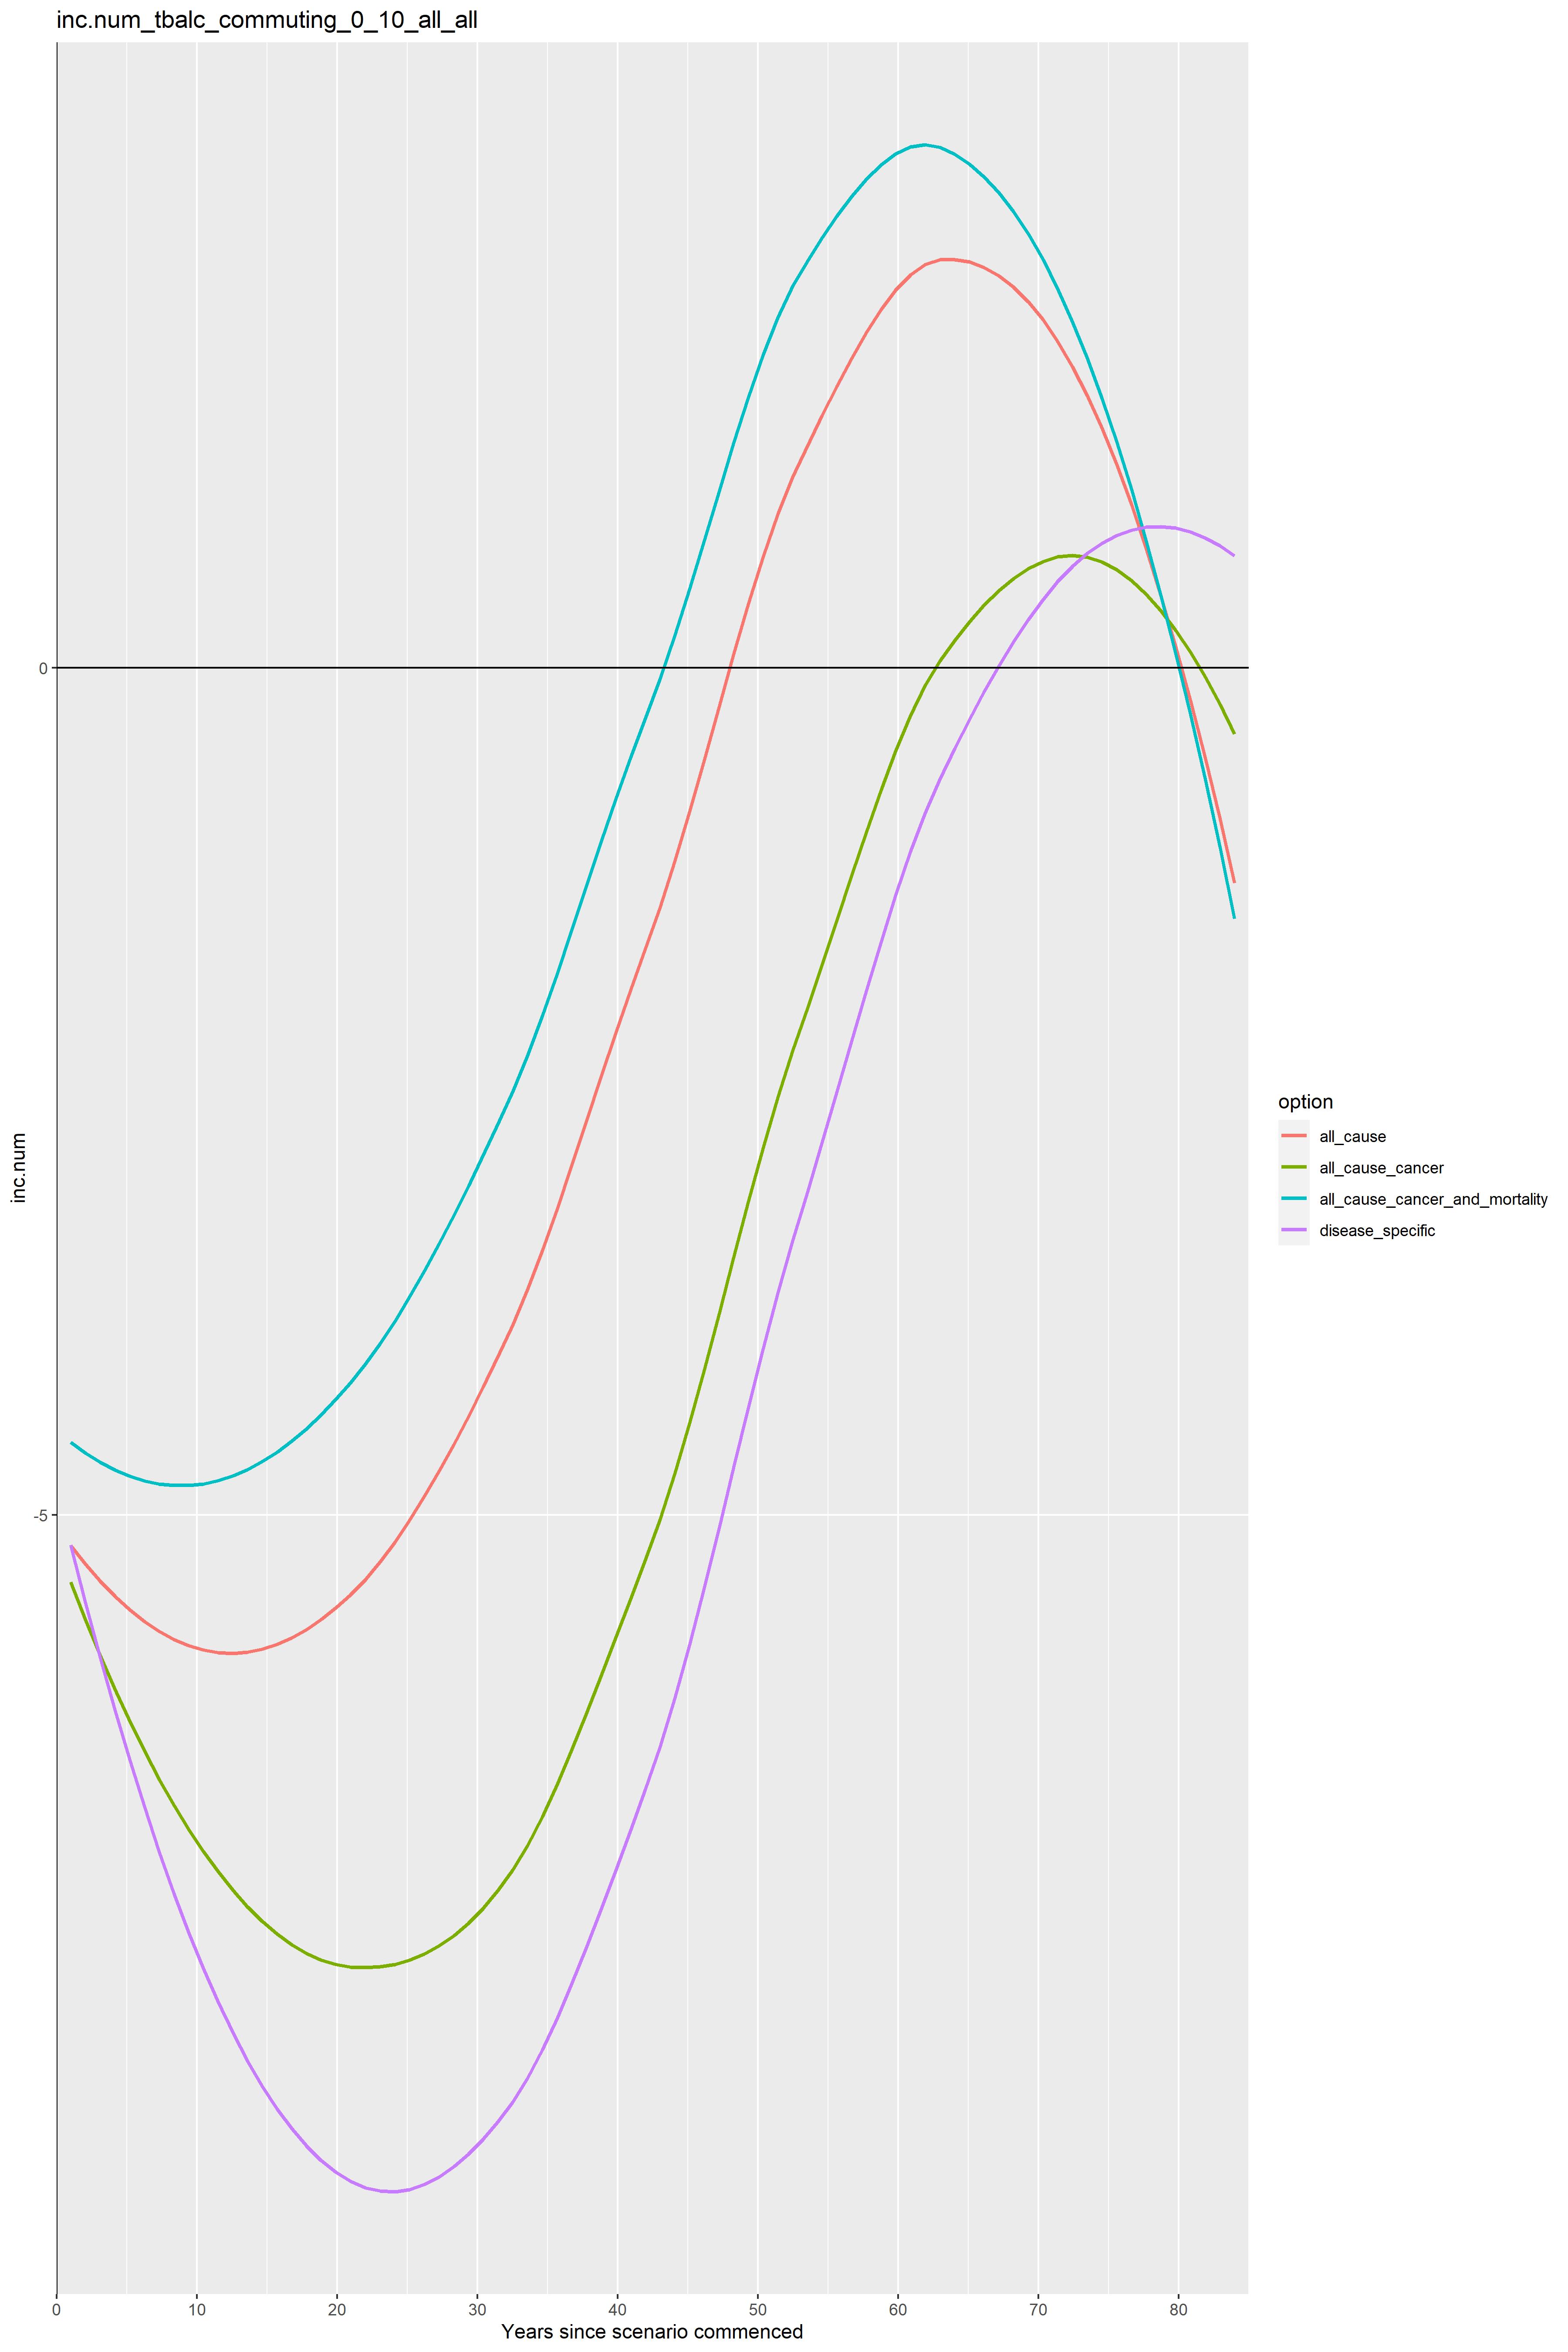 inc.num_tbalc_commuting_0_10_all_all
inc.num
0
-5
0 10 20 30 40 50 60 70 80
Years since scenario commenced
option
all_cause
all_cause_cancer
all_cause_cancer_and_mortality
disease_specific